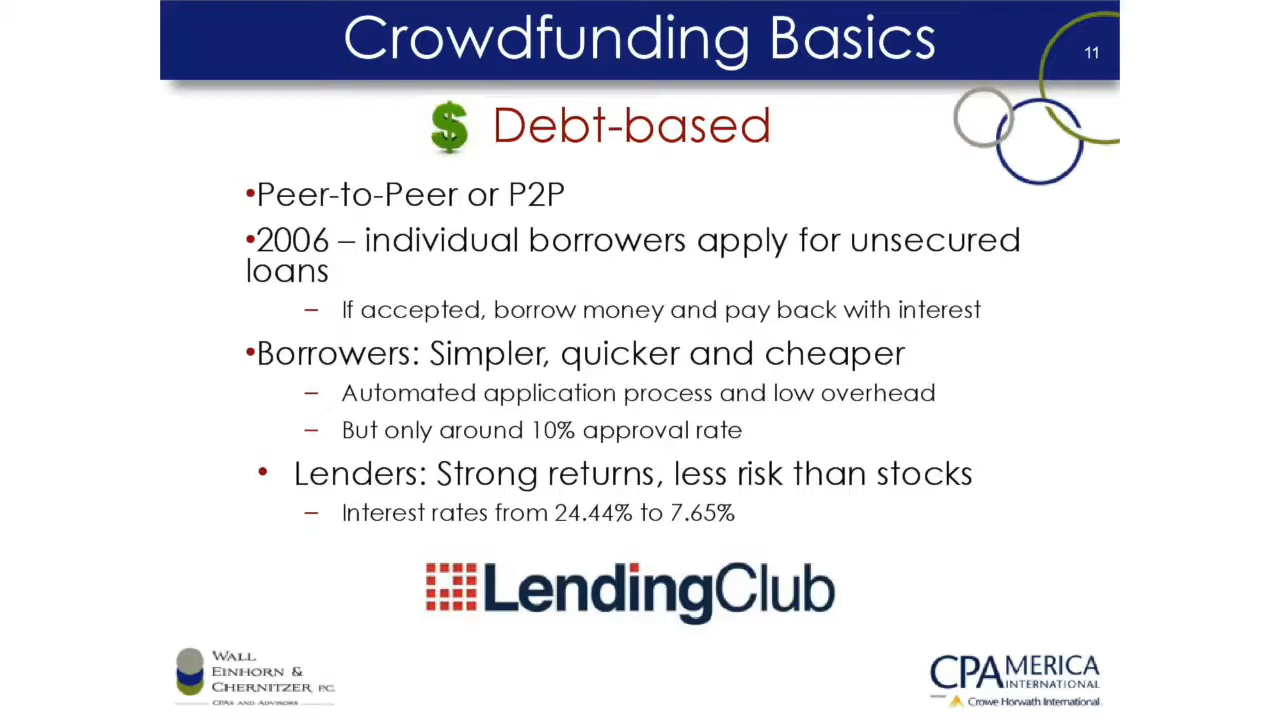 Crowdfunding Basics
11
$ Debt-based
•Peer-to-Peer or P2P
•2006 – individual borrowers apply for unsecured
loans
– If accepted, borrow money and pay back with interest
•Borrowers: Simpler, quicker and cheaper
– Automated application process and low overhead
– But only around 10% approval rate
• Lenders: Strong returns, less risk than stocks
– Interest rates from 24.44% to 7.65%
LendingClub
WALL
EINHORN &
CHERNITZER P.C.
CPAS AND ADVISORS
CPAMERICA
INTERNATIONAL
Crowe Horwath International